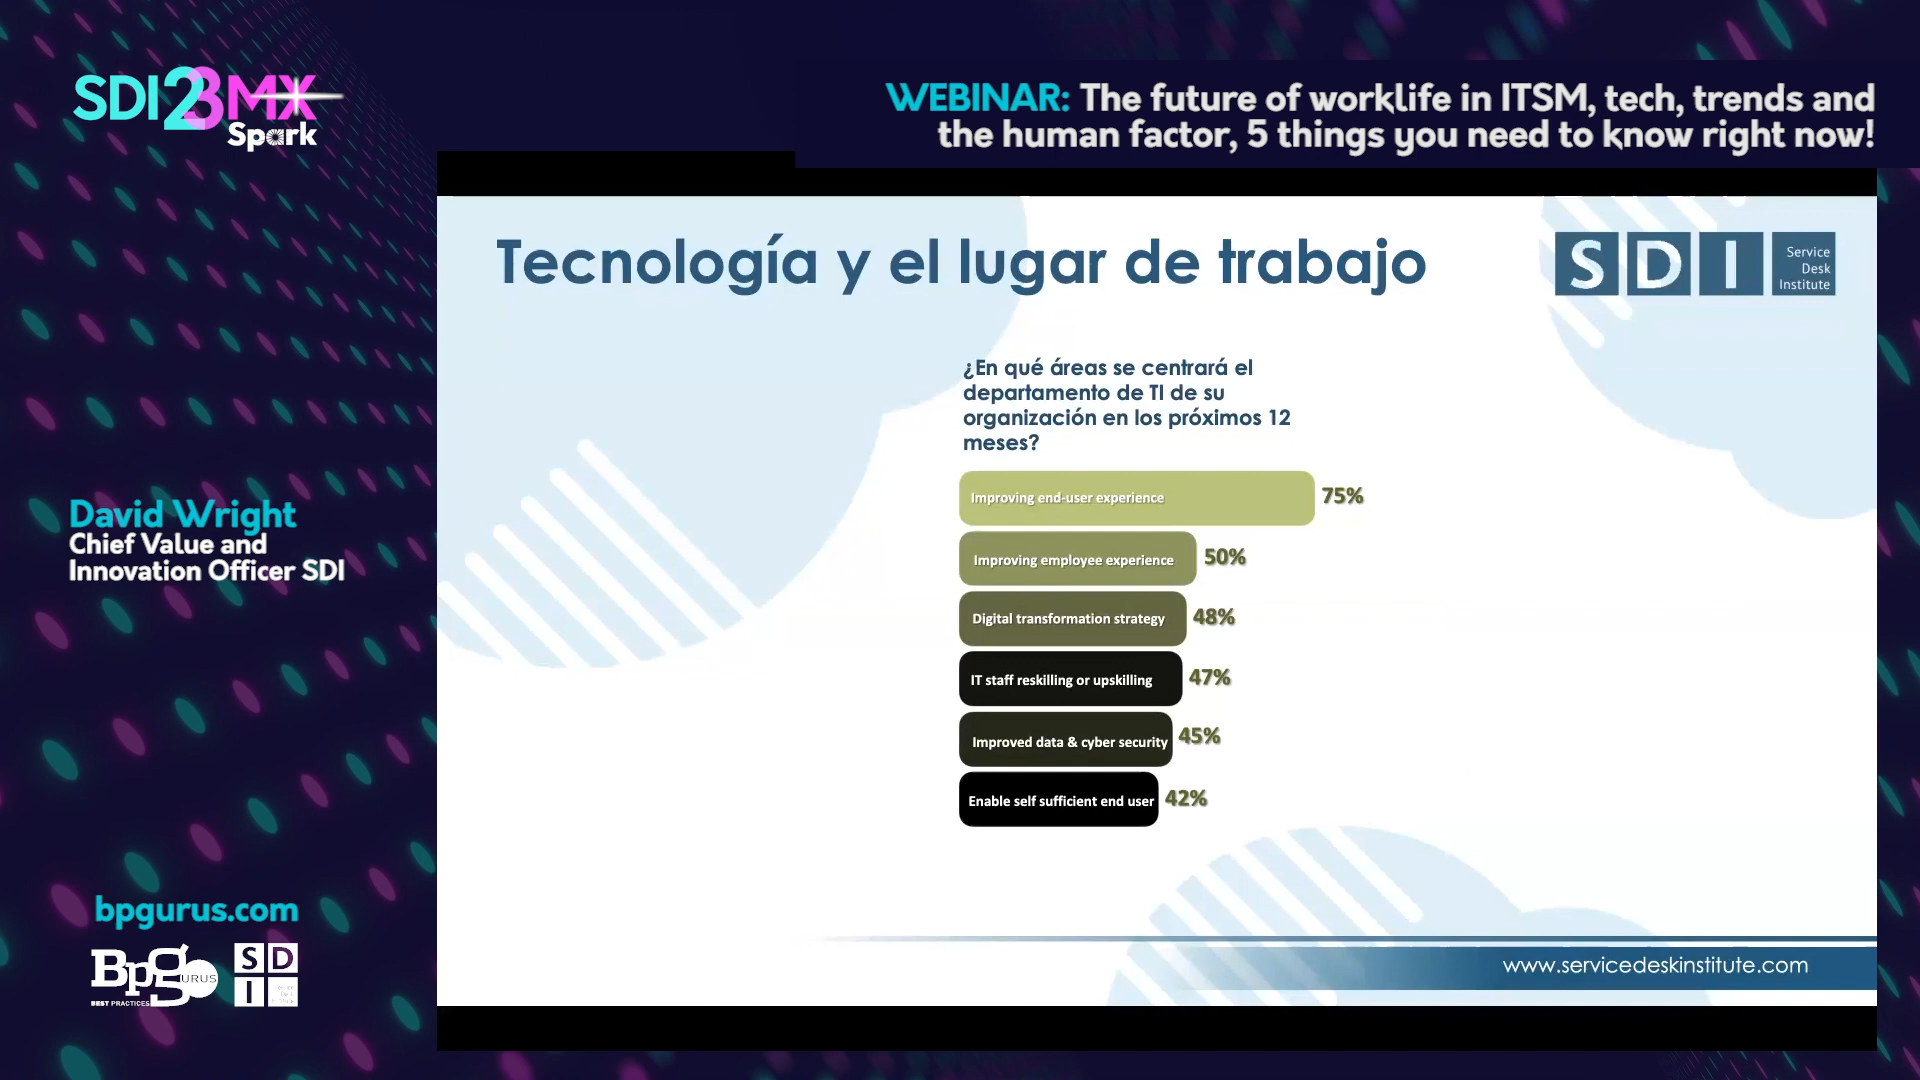 SDI23MX
Spark
WEBINAR: The future of worklife in ITSM, tech, trends and
the human factor, 5 things you need to know right now!
Tecnología y el lugar de trabajo
S D I
Service
Desk
Institute
¿En qué áreas se centrará el
departamento de TI de su
organización en los próximos 12
meses?
Improving end-user experience 75%
Improving employee experience 50%
Digital transformation strategy 48%
IT staff reskilling or upskilling 47%
Improved data & cyber security 45%
Enable self sufficient end user 42%
David Wright
Chief Value and
Innovation Officer SDI
bpgurus.com
BpGURUS
BEST PRACTICES
S D
I
www.servicedeskinstitute.com